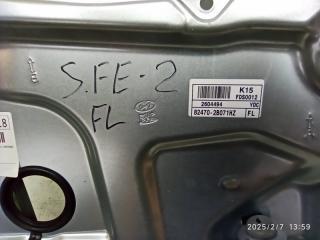 S.FE-2
FL
K15
FDS0012
2604494 YDC
82470-2B071HZ FL
2025/2/7 13:59